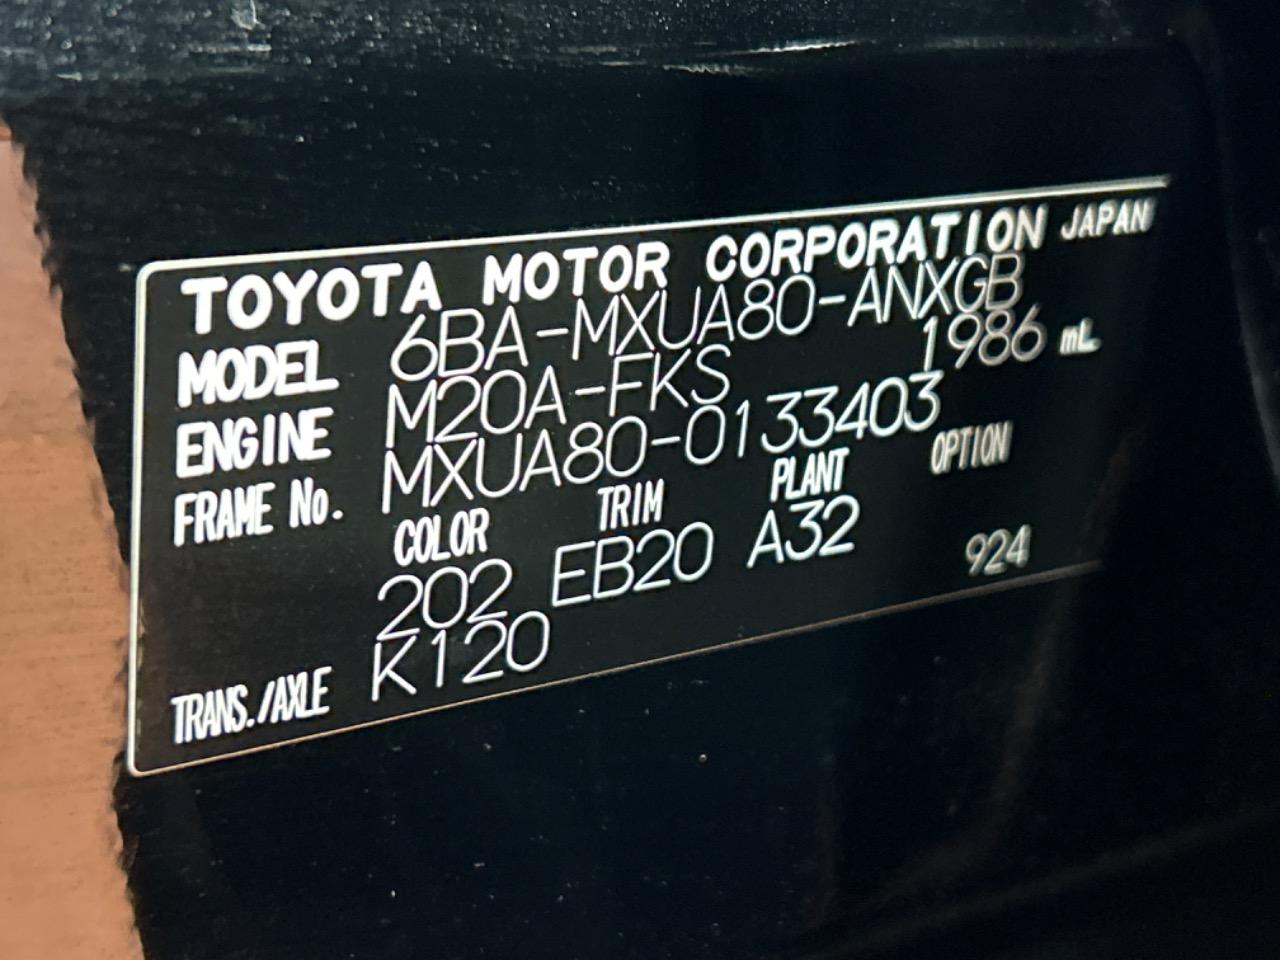 TOYOTA MOTOR CORPORATION JAPAN
MODEL 6BA-MXUA80-ANXGB
ENGINE M20A-FKS 1986 mL
FRAME No. MXUA80-0133403
COLOR TRIM PLANT OPTION
202 EB20 A32 924
TRANS./AXLE K120